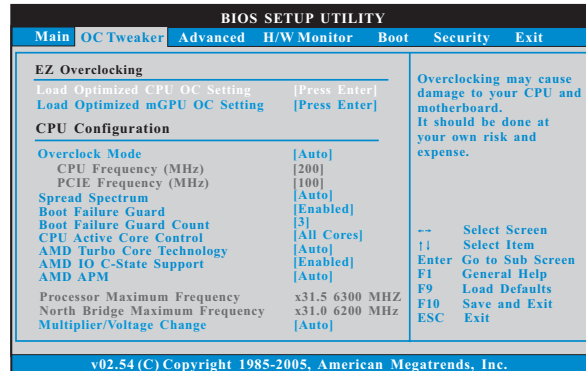 BIOS SETUP UTILITY
Main OC Tweaker Advanced H/W Monitor Boot Security Exit
EZ Overclocking
Load Optimized CPU OC Setting [Press Enter]
Load Optimized mGPU OC Setting [Press Enter]
CPU Configuration
Overclock Mode [Auto]
CPU Frequency (MHz) [200]
PCIE Frequency (MHz) [100]
Spread Spectrum [Auto]
Boot Failure Guard [Enabled]
Boot Failure Guard Count [3]
CPU Active Core Control [All Cores]
AMD Turbo Core Technology [Auto]
AMD IO C-State Support [Enabled]
AMD APM [Auto]
Processor Maximum Frequency x31.5 6300 MHZ
North Bridge Maximum Frequency x31.0 6200 MHz
Multiplier/Voltage Change [Auto]
Overclocking may cause
damage to your CPU and
motherboard.
It should be done at
your own risk and
expense.
←→ Select Screen
↑↓ Select Item
Enter Go to Sub Screen
F1 General Help
F9 Load Defaults
F10 Save and Exit
ESC Exit
v02.54 (C) Copyright 1985-2005, American Megatrends, Inc.